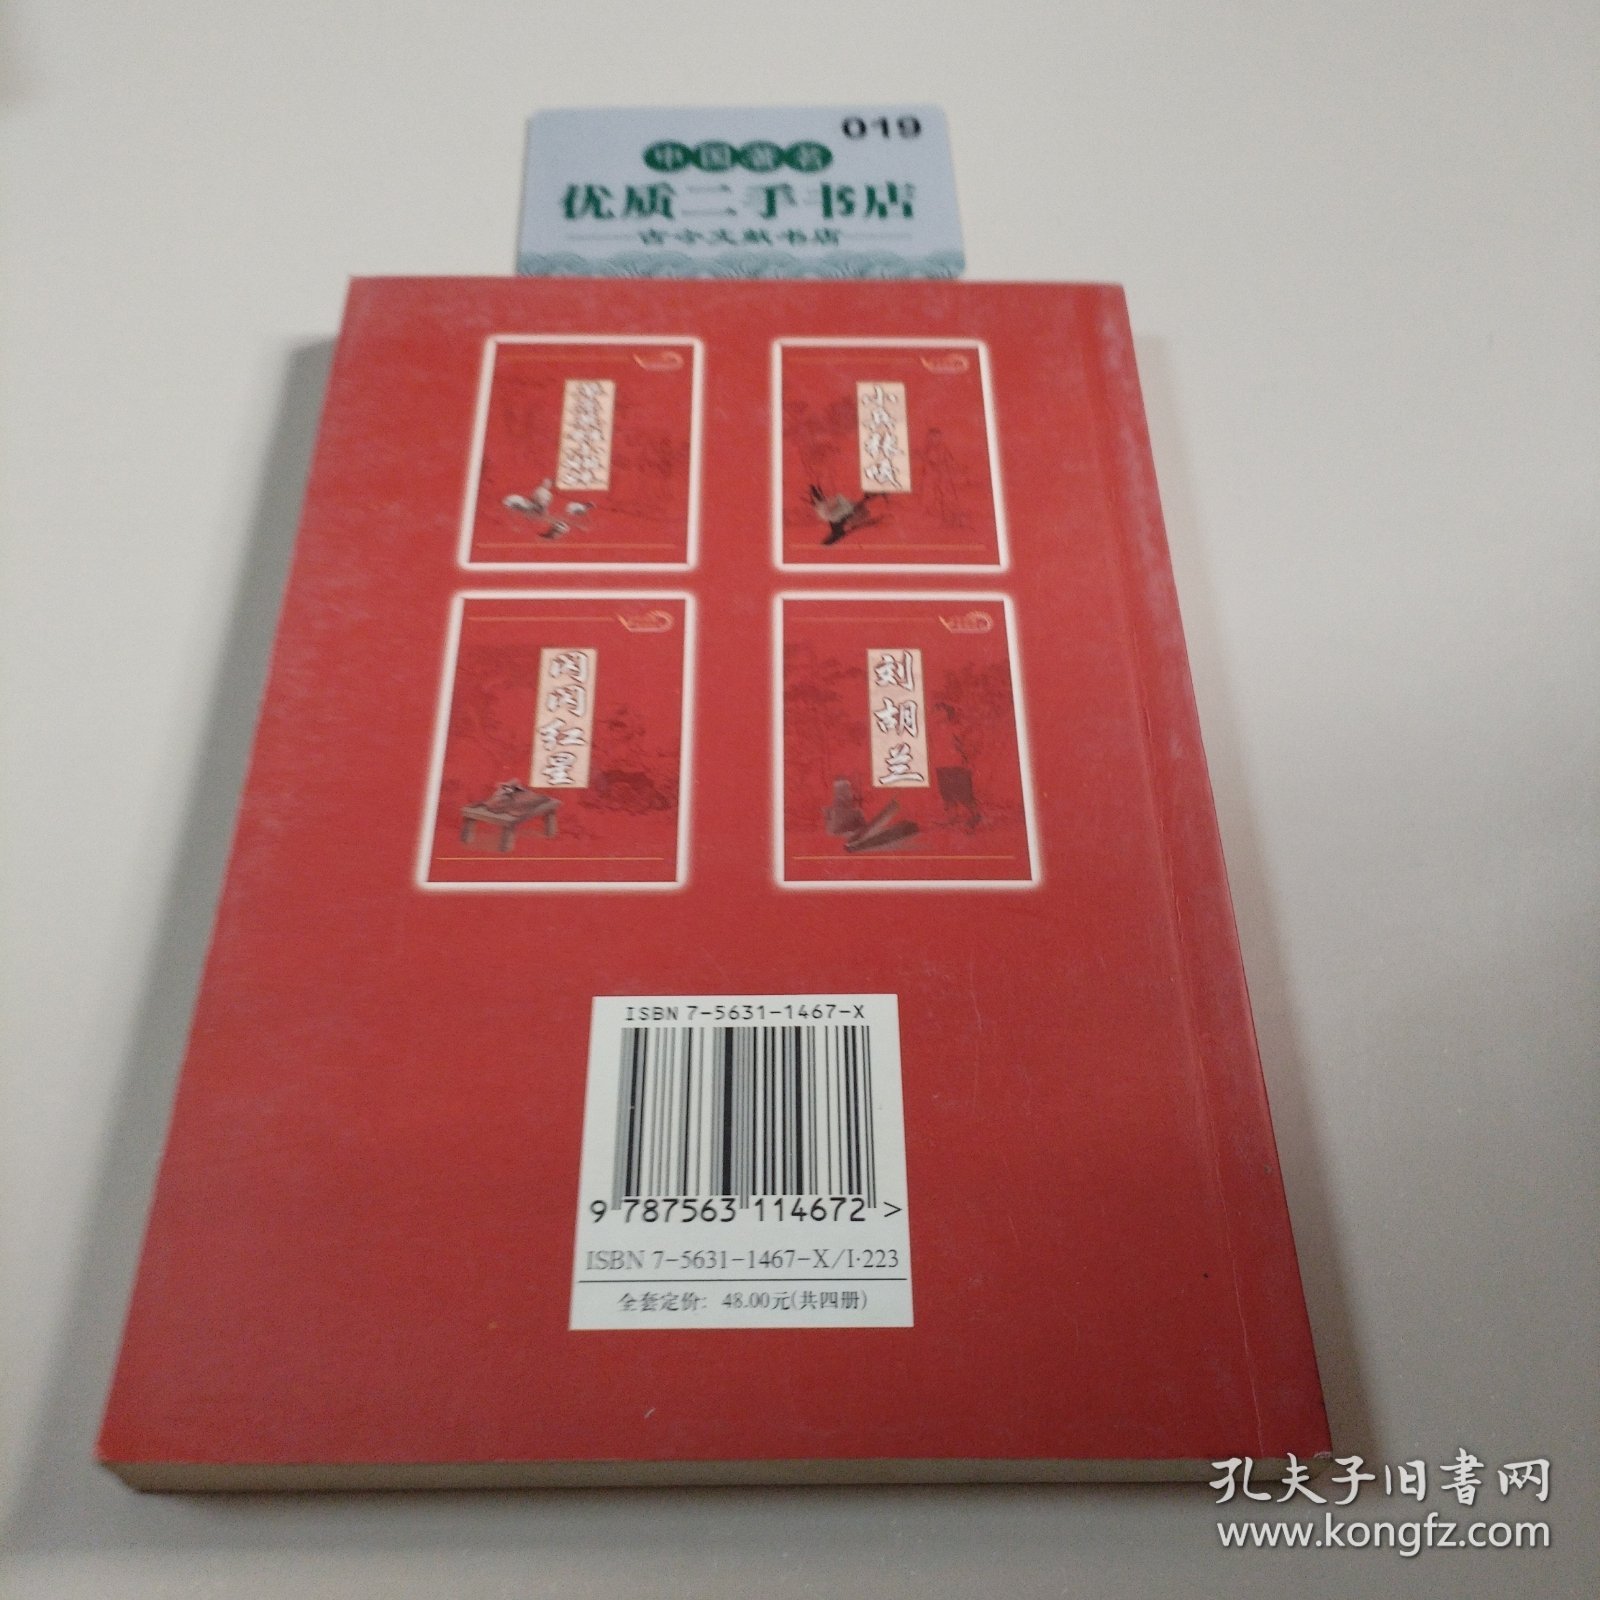 019
中国著名
优质二手书店
古今文献书店
小兵张嘎
闪闪红星
刘胡兰
ISBN 7-5631-1467-X
9 787563 114672 >
ISBN 7-5631-1467-X/I·223
全套定价: 48.00元(共四册)
孔夫子旧书网
www.kongfz.com